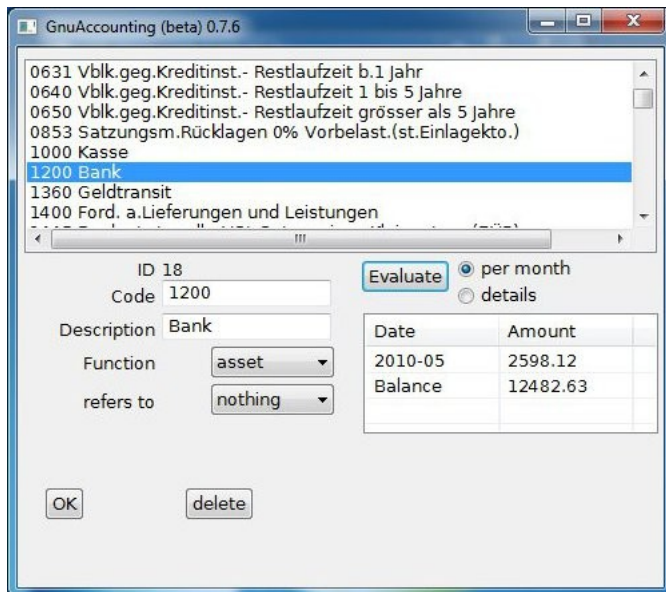 GnuAccounting (beta) 0.7.6
0631 Vblk.geg.Kreditinst.- Restlaufzeit b.1 Jahr
0640 Vblk.geg.Kreditinst.- Restlaufzeit 1 bis 5 Jahre
0650 Vblk.geg.Kreditinst.- Restlaufzeit grösser als 5 Jahre
0853 Satzungsm.Rücklagen 0% Vorbelast.(st.Einlagekto.)
1000 Kasse
1200 Bank
1360 Geldtransit
1400 Ford. a.Lieferungen und Leistungen
ID 18
Evaluate
per month
Code 1200
details
Description Bank
Date Amount
Function asset
2010-05 2598.12
Balance 12482.63
refers to nothing
OK delete